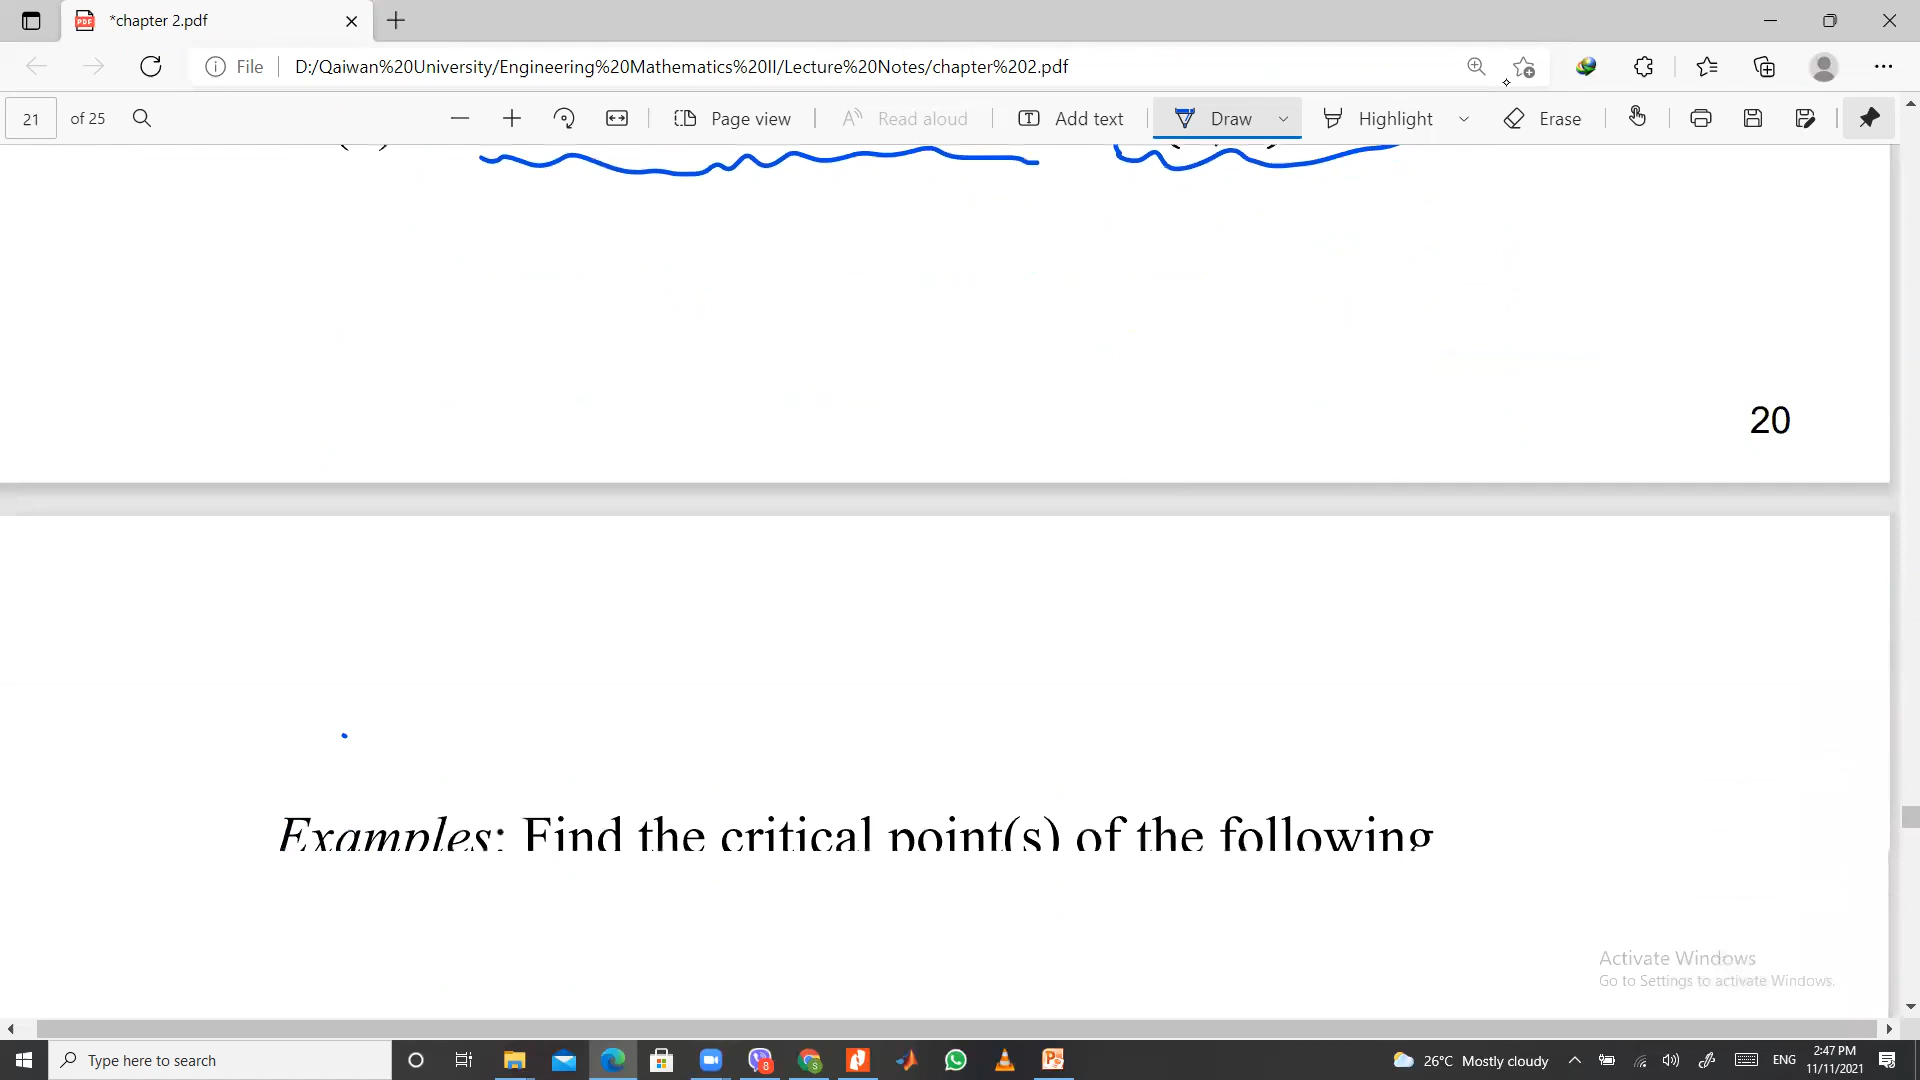 *chapter 2.pdf
File D:/Qaiwan%20University/Engineering%20Mathematics%20II/Lecture%20Notes/chapter%202.pdf
21 of 25 Page view Read aloud Add text Draw Highlight Erase
20
Examples: Find the critical point(s) of the following
Activate Windows
Go to Settings to activate Windows.
Type here to search 8 26°C Mostly cloudy ENG 2:47 PM
11/11/2021